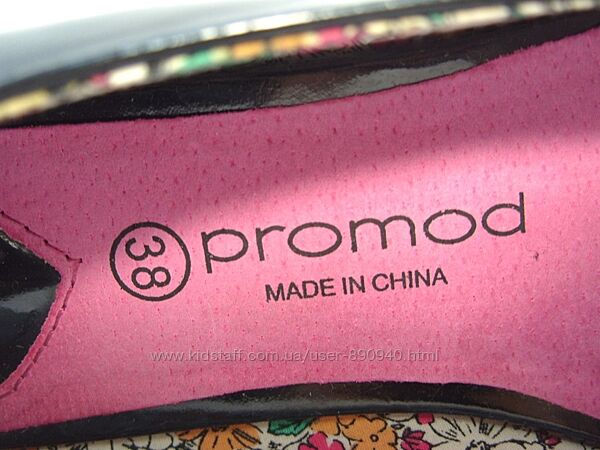 38 promod
MADE IN CHINA
www.kidstaff.com.ua/user-890940.html